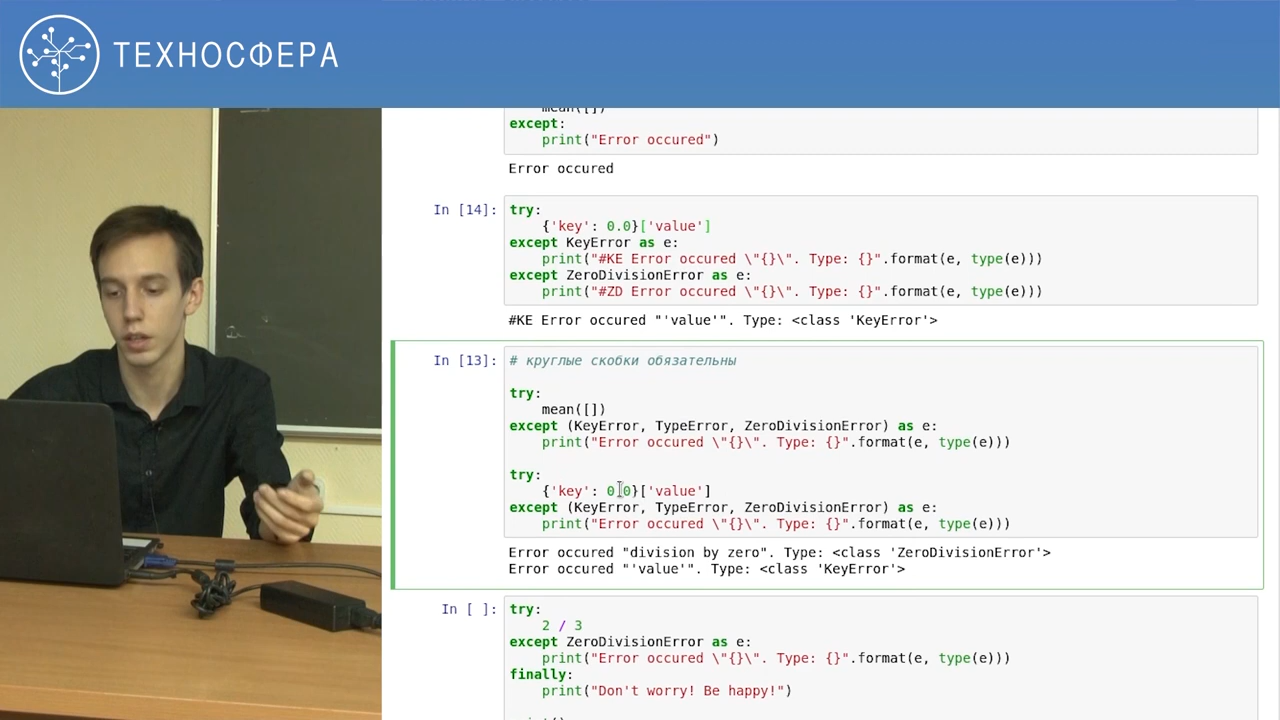 ТЕХНОСФЕРА
mean([])
except:
    print("Error occured")
Error occured
In [14]:
try:
    {'key': 0.0}['value']
except KeyError as e:
    print("#KE Error occured \"{}\". Type: {}".format(e, type(e)))
except ZeroDivisionError as e:
    print("#ZD Error occured \"{}\". Type: {}".format(e, type(e)))
#KE Error occured "'value'". Type: <class 'KeyError'>
In [13]:
# круглые скобки обязательны
try:
    mean([])
except (KeyError, TypeError, ZeroDivisionError) as e:
    print("Error occured \"{}\". Type: {}".format(e, type(e)))
try:
    {'key': 0.0}['value']
except (KeyError, TypeError, ZeroDivisionError) as e:
    print("Error occured \"{}\". Type: {}".format(e, type(e)))
Error occured "division by zero". Type: <class 'ZeroDivisionError'>
Error occured "'value'". Type: <class 'KeyError'>
In [ ]:
try:
    2 / 3
except ZeroDivisionError as e:
    print("Error occured \"{}\". Type: {}".format(e, type(e)))
finally:
    print("Don't worry! Be happy!")